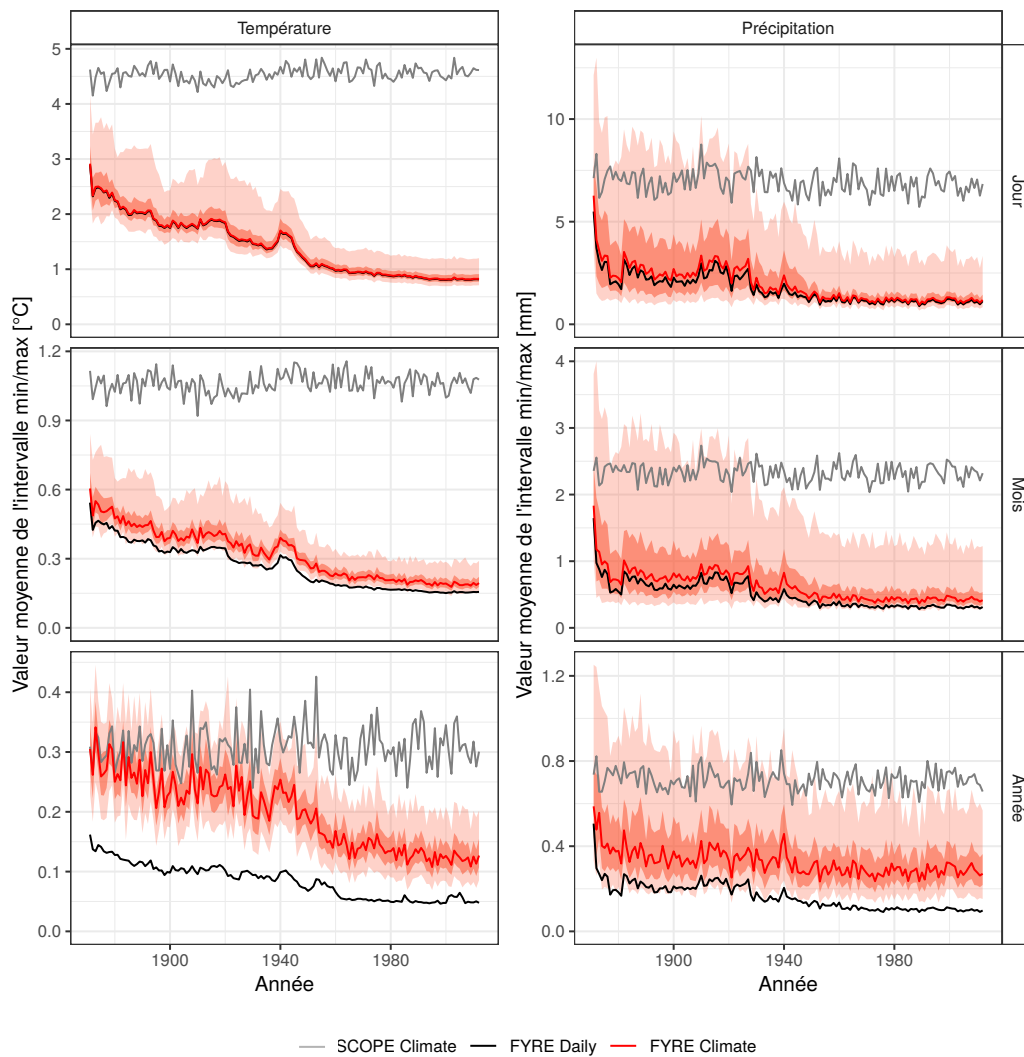 Température
Précipitation
5
4
3
2
1
0
10
5
0
Jour
1.2
0.9
0.6
0.3
0.0
4
3
2
1
0
Mois
0.4
0.3
0.2
0.1
0.0
1.2
0.8
0.4
0.0
Année
Valeur moyenne de l'intervalle min/max [°C]
Valeur moyenne de l'intervalle min/max [mm]
1900 1940 1980
1900 1940 1980
Année
Année
SCOPE Climate FYRE Daily FYRE Climate